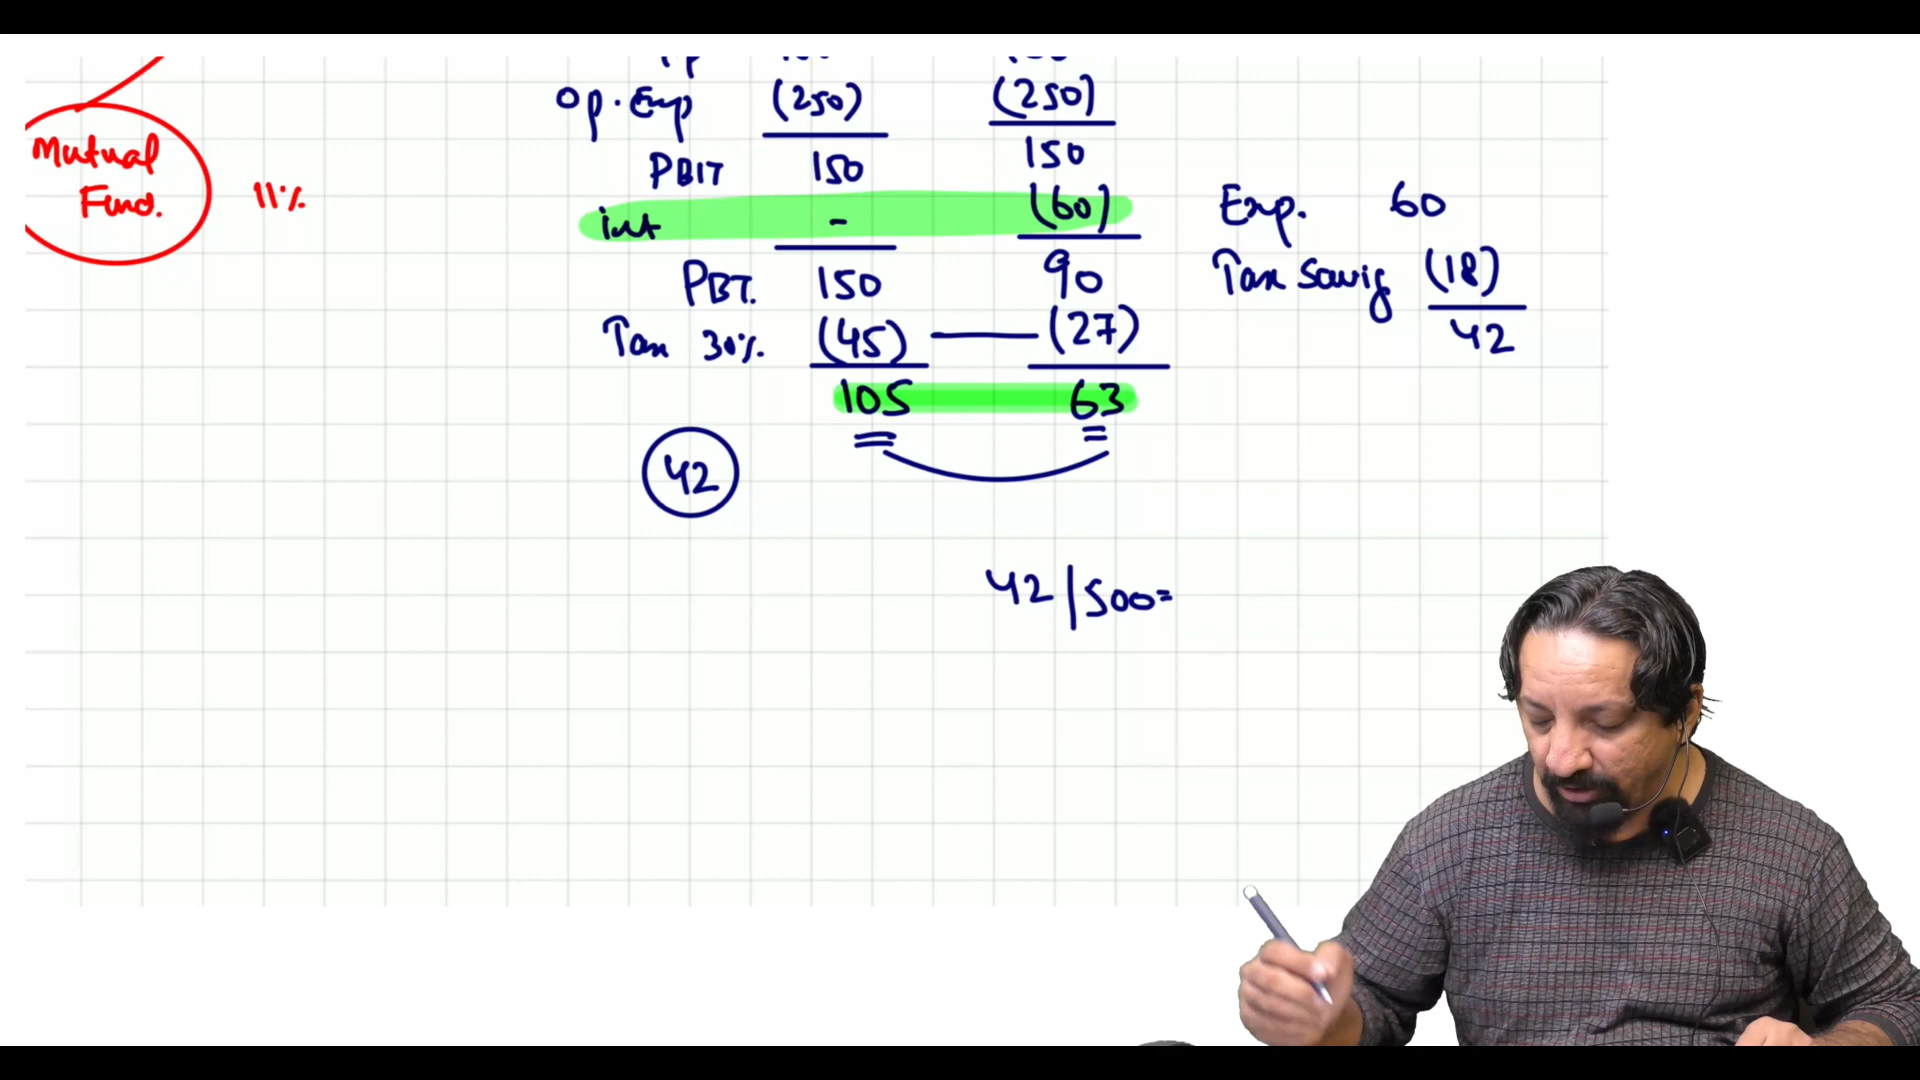 Op. Exp (250) (250)
PBIT 150 150
int - (60)
PBT. 150 90
Tax 30% (45) (27)
105 63
42
42/500=
Mutual
Fund.
11%
Exp. 60
Tax Savig (18)
42